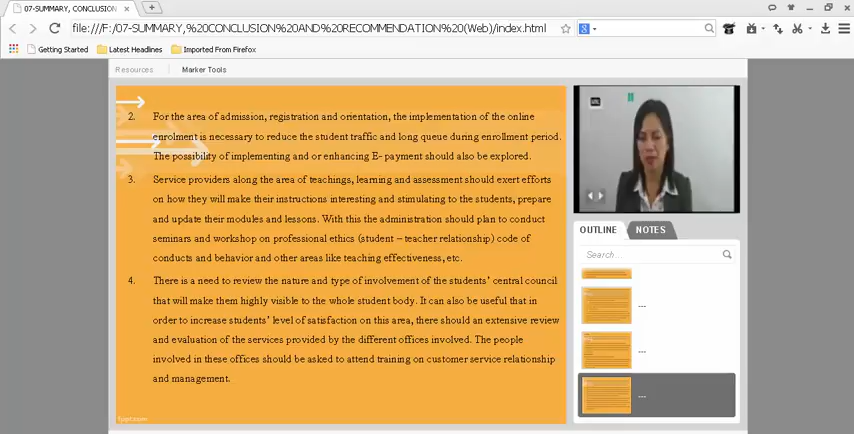 07-SUMMARY, CONCLUSION
file:///F:/07-SUMMARY,%20CONCLUSION%20AND%20RECOMMENDATION%20(Web)/index.html
Getting Started Latest Headlines Imported From Firefox
Resources Marker Tools
2. For the area of admission, registration and orientation, the implementation of the online
enrolment is necessary to reduce the student traffic and long queue during enrollment period.
The possibility of implementing and or enhancing E- payment should also be explored.
3. Service providers along the area of teachings, learning and assessment should exert efforts
on how they will make their instructions interesting and stimulating to the students, prepare
and update their modules and lessons. With this the administration should plan to conduct
seminars and workshop on professional ethics (student – teacher relationship) code of
conducts and behavior and other areas like teaching effectiveness, etc.
4. There is a need to review the nature and type of involvement of the students’ central council
that will make them highly visible to the whole student body. It can also be useful that in
order to increase students’ level of satisfaction on this area, there should an extensive review
and evaluation of the services provided by the different offices involved. The people
involved in these offices should be asked to attend training on customer service relationship
and management.
fppt.com
OUTLINE NOTES
Search...
...
...
...